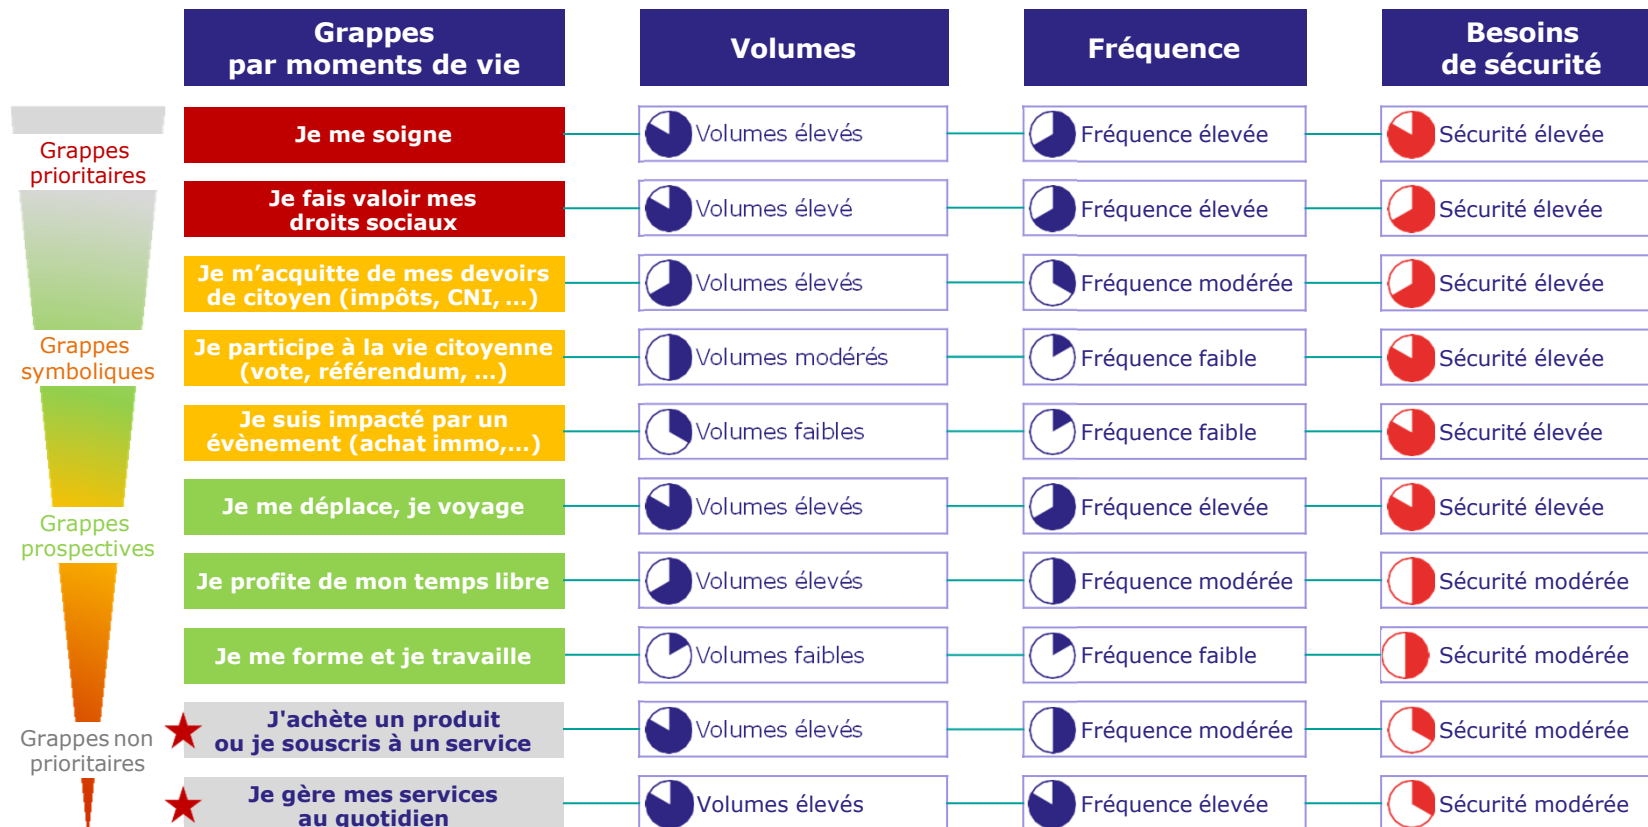 Grappes
par moments de vie
Volumes
Fréquence
Besoins
de sécurité
Grappes
prioritaires
Je me soigne
Volumes élevés
Fréquence élevée
Sécurité élevée
Je fais valoir mes
droits sociaux
Volumes élevé
Fréquence élevée
Sécurité élevée
Je m’acquitte de mes devoirs
de citoyen (impôts, CNI, ...)
Volumes élevés
Fréquence modérée
Sécurité élevée
Grappes
symboliques
Je participe à la vie citoyenne
(vote, référendum, ...)
Volumes modérés
Fréquence faible
Sécurité élevée
Je suis impacté par un
évènement (achat immo,...)
Volumes faibles
Fréquence faible
Sécurité élevée
Grappes
prospectives
Je me déplace, je voyage
Volumes élevés
Fréquence élevée
Sécurité élevée
Je profite de mon temps libre
Volumes élevés
Fréquence modérée
Sécurité modérée
Je me forme et je travaille
Volumes faibles
Fréquence faible
Sécurité modérée
Grappes non
prioritaires
J'achète un produit
ou je souscris à un service
Volumes élevés
Fréquence modérée
Sécurité modérée
Je gère mes services
au quotidien
Volumes élevés
Fréquence élevée
Sécurité modérée